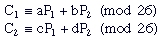 C₁ ≡ aP₁ + bP₂ (mod 26)
C₂ ≡ cP₁ + dP₂ (mod 26)